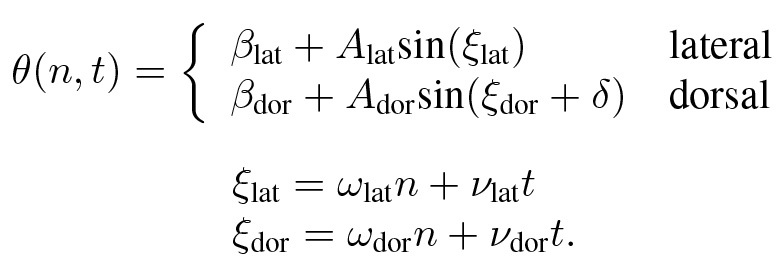 θ(n, t) = { β_lat + A_lat sin(ξ_lat) lateral
β_dor + A_dor sin(ξ_dor + δ) dorsal
ξ_lat = ω_lat n + ν_lat t
ξ_dor = ω_dor n + ν_dor t.